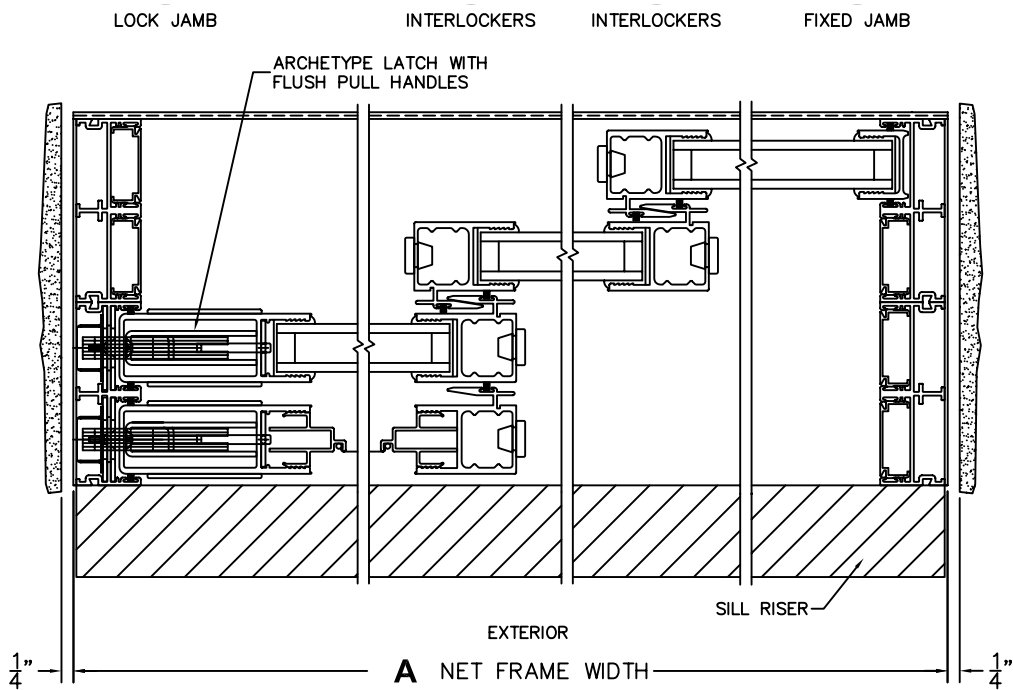 LOCK JAMB
INTERLOCKERS
INTERLOCKERS
FIXED JAMB
ARCHETYPE LATCH WITH
FLUSH PULL HANDLES
SILL RISER
EXTERIOR
1/4"
A NET FRAME WIDTH
1/4"